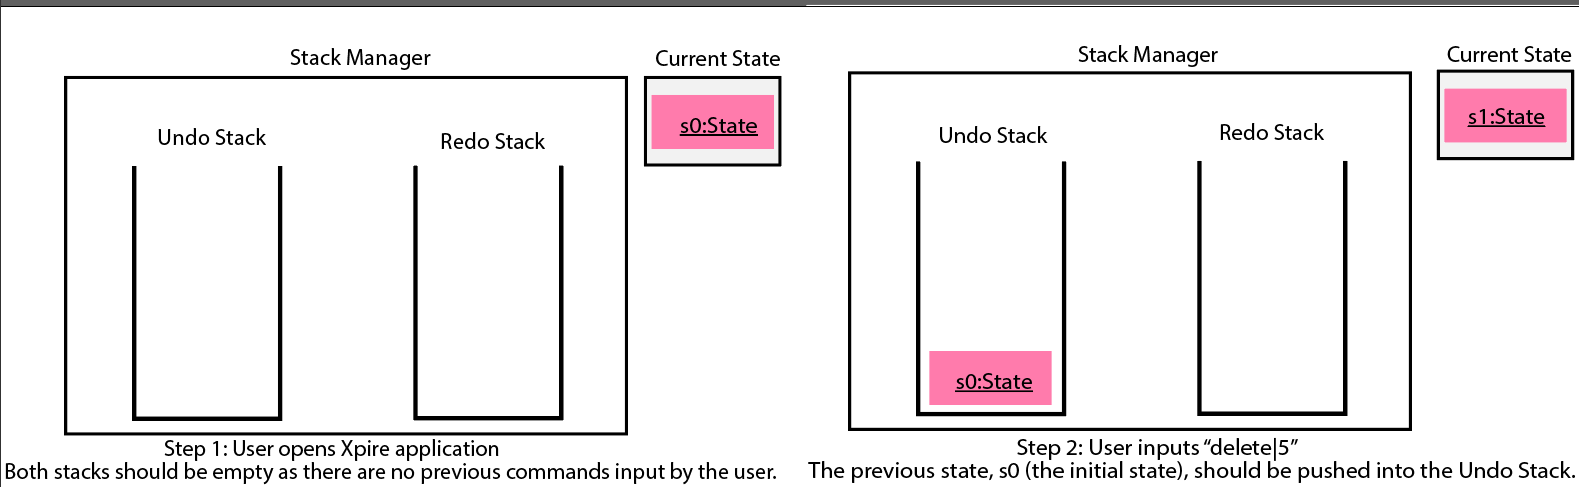 Stack Manager
Current State
s0:State
Undo Stack
Redo Stack
Step 1: User opens Xpire application
Both stacks should be empty as there are no previous commands input by the user.
Stack Manager
Current State
s1:State
Undo Stack
Redo Stack
s0:State
Step 2: User inputs “delete|5”
The previous state, s0 (the initial state), should be pushed into the Undo Stack.